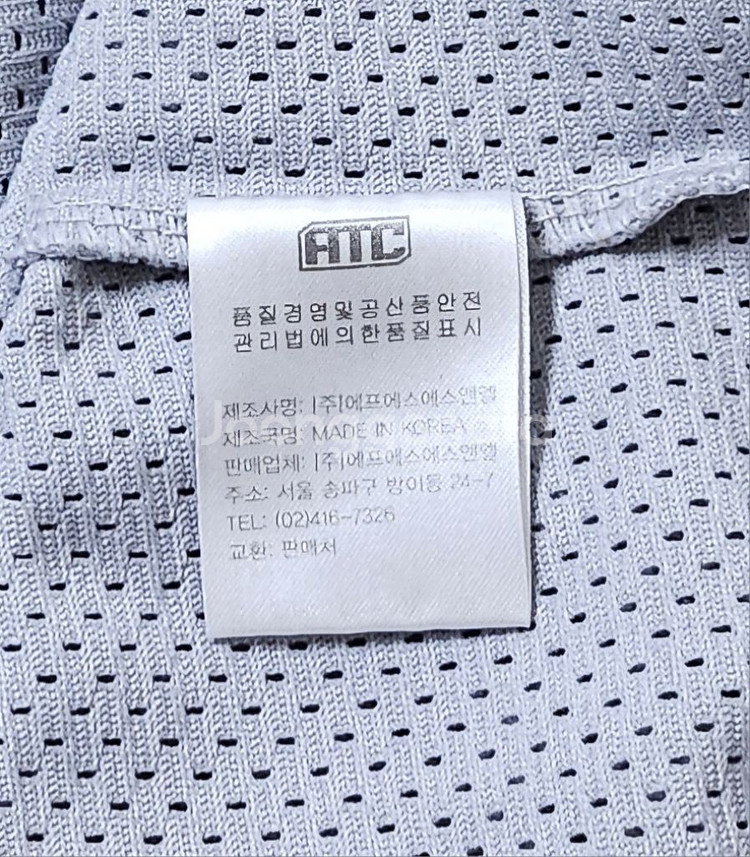 ATC
품질경영및공산품안전
관리법에의한품질표시
제조사명: (주)에프에스에스앤엘
제조국명: MADE IN KOREA
판매업체: (주)에프에스에스앤엘
주소: 서울 송파구 방이동 24-7
TEL: (02)416-7326
교환: 판매처